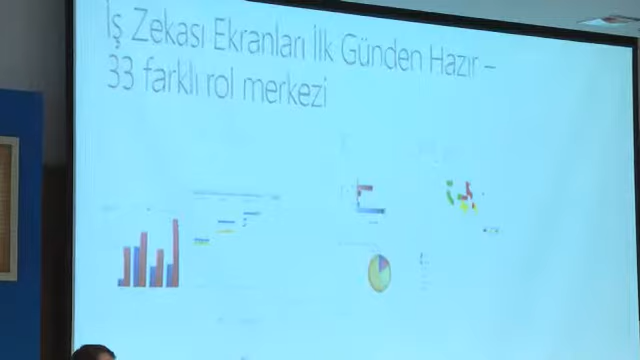 İş Zekası Ekranları İlk Günden Hazır –
33 farklı rol merkezi